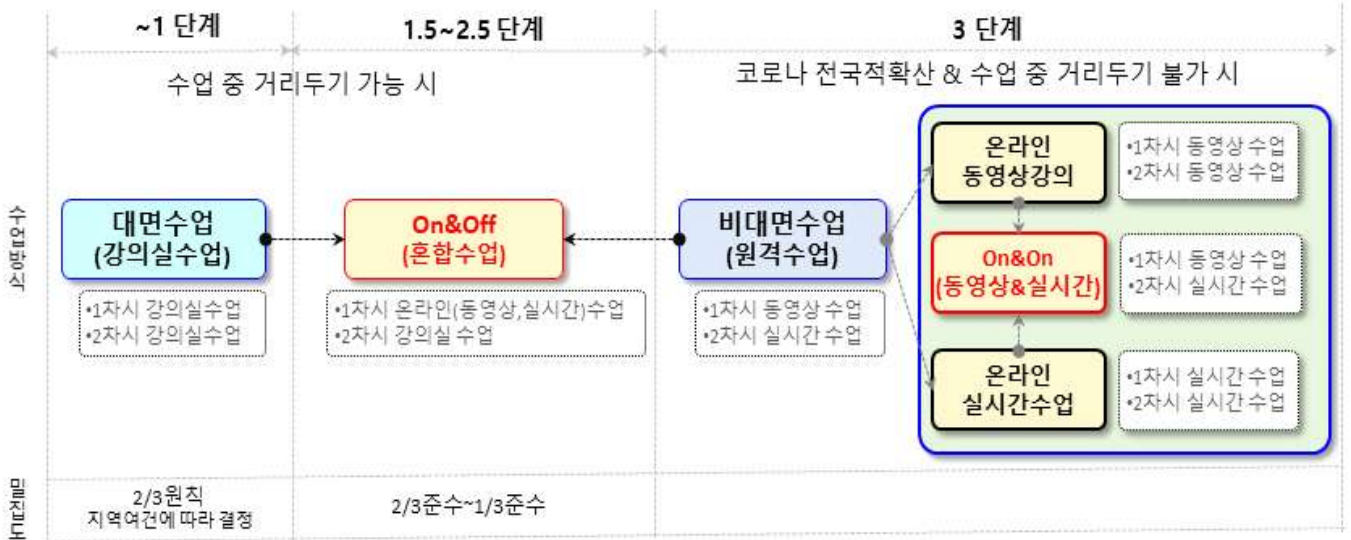 ~1 단계
1.5~2.5 단계
3 단계
수업 중 거리두기 가능 시
코로나 전국적확산 & 수업 중 거리두기 불가 시
수업방식
대면수업
(강의실수업)
•1차시 강의실수업
•2차시 강의실수업
On&Off
(혼합수업)
•1차시 온라인(동영상,실시간)수업
•2차시 강의실 수업
비대면수업
(원격수업)
•1차시 동영상 수업
•2차시 실시간 수업
온라인
동영상강의
•1차시 동영상 수업
•2차시 동영상 수업
On&On
(동영상&실시간)
•1차시 동영상 수업
•2차시 실시간 수업
온라인
실시간수업
•1차시 실시간 수업
•2차시 실시간 수업
밀집도
2/3원칙
지역여건에 따라 결정
2/3준수~1/3준수